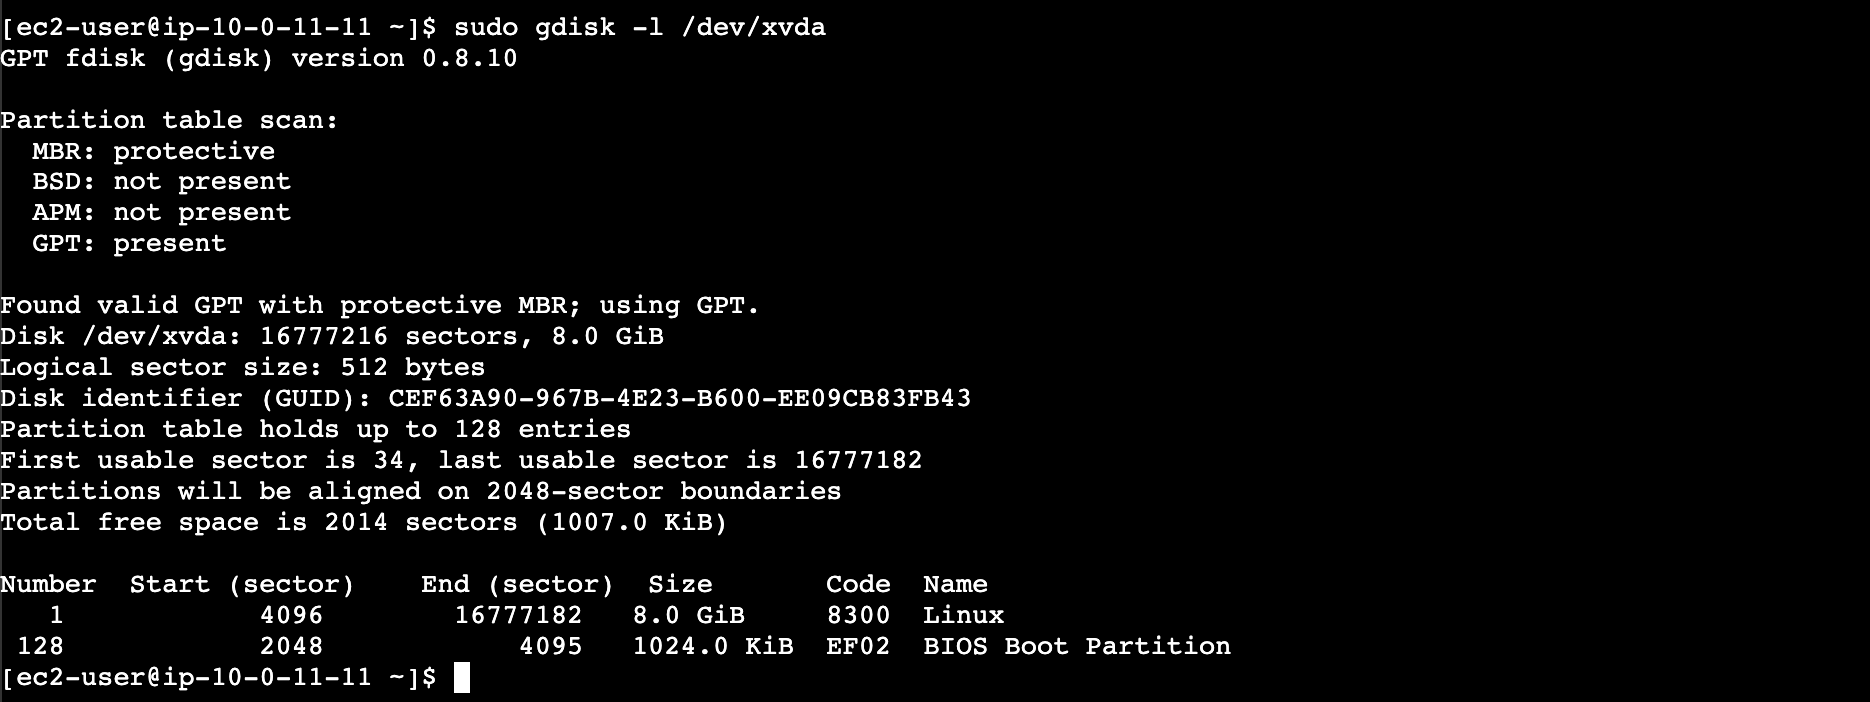 [ec2-user@ip-10-0-11-11 ~]$ sudo gdisk -l /dev/xvda
GPT fdisk (gdisk) version 0.8.10

Partition table scan:
  MBR: protective
  BSD: not present
  APM: not present
  GPT: present

Found valid GPT with protective MBR; using GPT.
Disk /dev/xvda: 16777216 sectors, 8.0 GiB
Logical sector size: 512 bytes
Disk identifier (GUID): CEF63A90-967B-4E23-B600-EE09CB83FB43
Partition table holds up to 128 entries
First usable sector is 34, last usable sector is 16777182
Partitions will be aligned on 2048-sector boundaries
Total free space is 2014 sectors (1007.0 KiB)

Number  Start (sector)    End (sector)  Size       Code  Name
   1            4096        16777182   8.0 GiB     8300  Linux
 128            2048            4095   1024.0 KiB  EF02  BIOS Boot Partition
[ec2-user@ip-10-0-11-11 ~]$